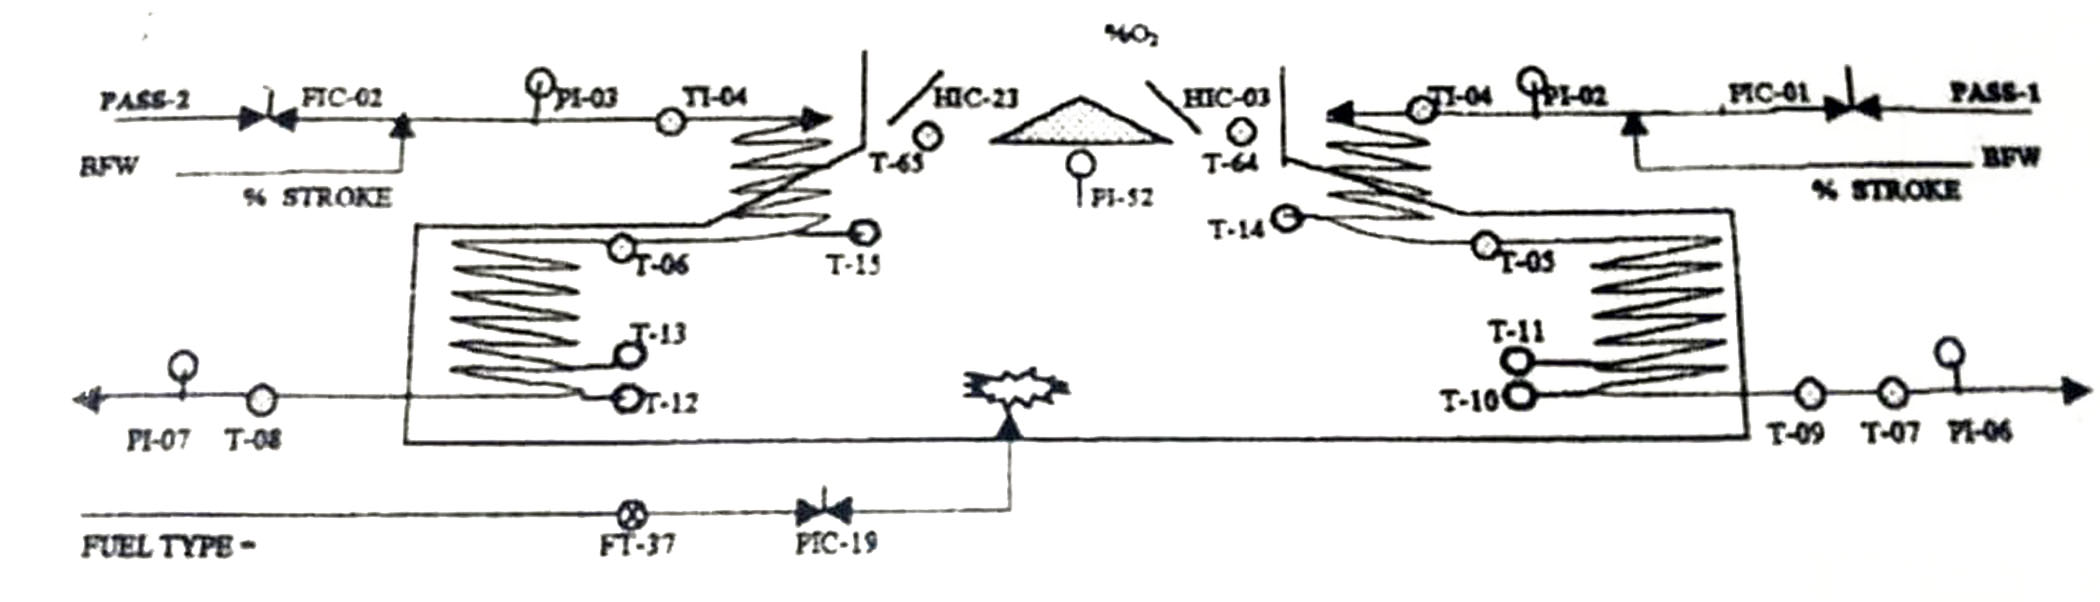 %O₂
PASS-2 FIC-02 PI-03 TI-04 HIC-23 HIC-03 TI-04 PI-02 FIC-01 PASS-1
BFW T-65 T-64 BFW
% STROKE PI-52 % STROKE
T-14
T-06 T-15 T-05
T-13 T-11
T-12 T-10
PI-07 T-08 T-09 T-07 PI-06
FUEL TYPE = FT-37 PIC-19